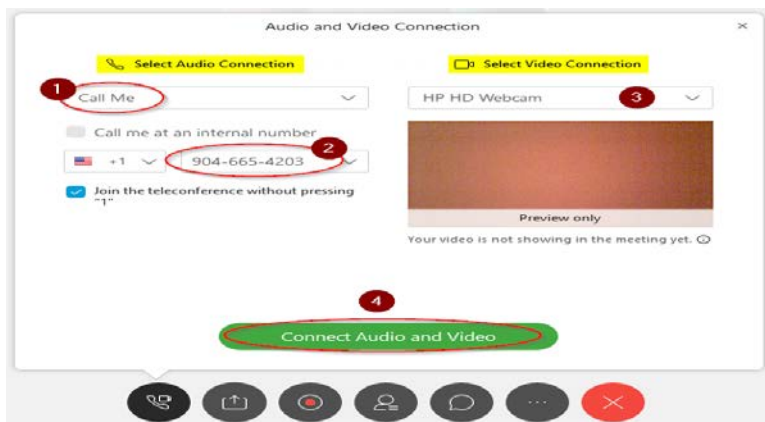 Audio and Video Connection
Select Audio Connection
Select Video Connection
1
Call Me
HP HD Webcam
3
Call me at an internal number
2
+1
904-665-4203
Join the teleconference without pressing
"1"
Preview only
Your video is not showing in the meeting yet.
4
Connect Audio and Video